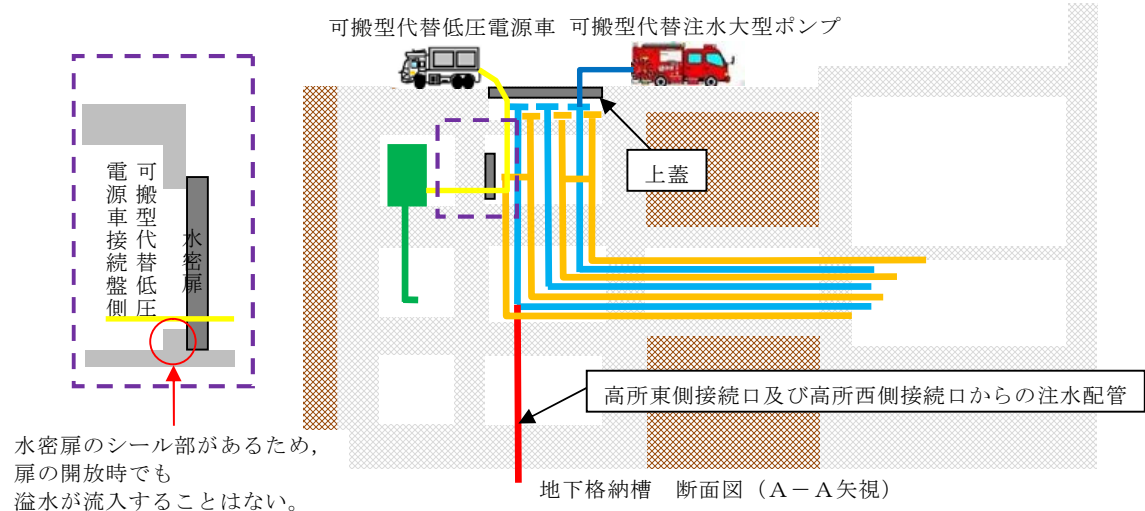 可搬型代替低圧電源車 可搬型代替注水大型ポンプ
上蓋
可搬型代替低圧
電源車接続盤側
水密扉
高所東側接続口及び高所西側接続口からの注水配管
水密扉のシール部があるため，
扉の開放時でも
溢水が流入することはない。
地下格納槽　断面図（Ａ－Ａ矢視）